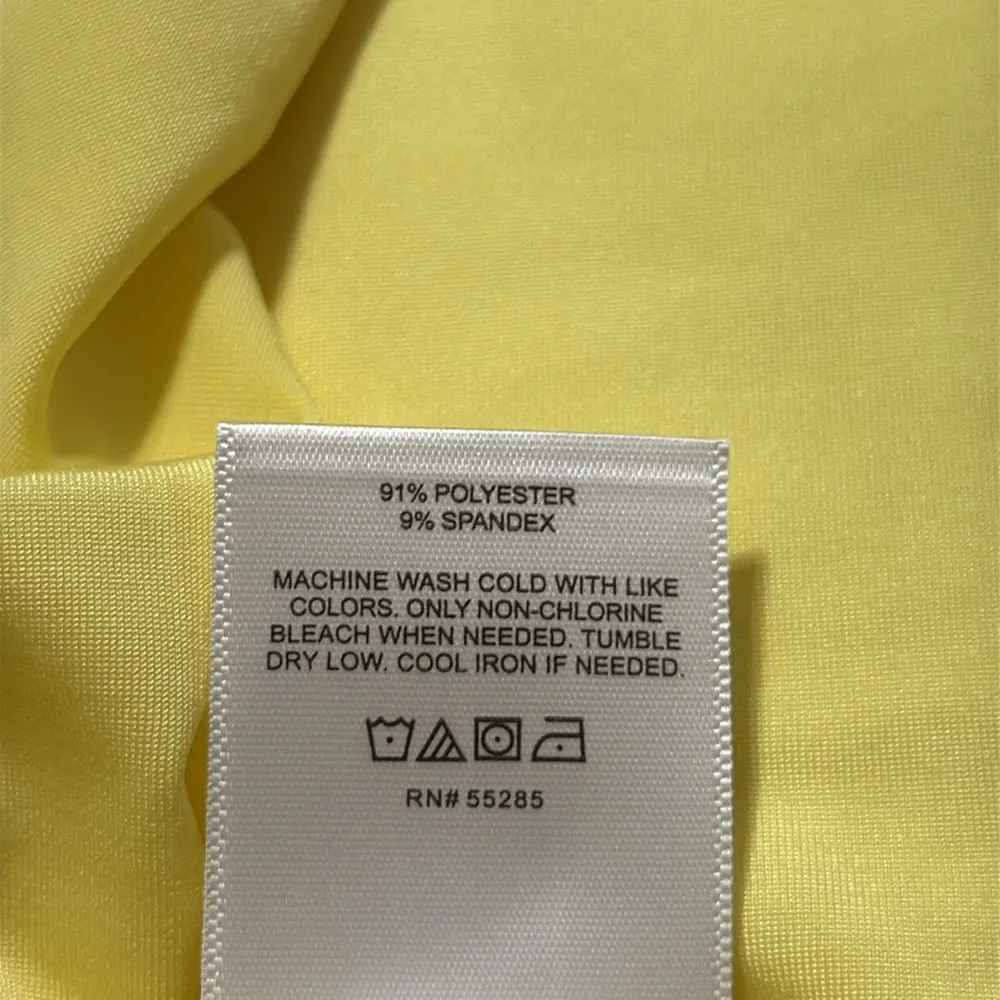 91% POLYESTER
9% SPANDEX
MACHINE WASH COLD WITH LIKE
COLORS. ONLY NON-CHLORINE
BLEACH WHEN NEEDED. TUMBLE
DRY LOW. COOL IRON IF NEEDED.
RN# 55285